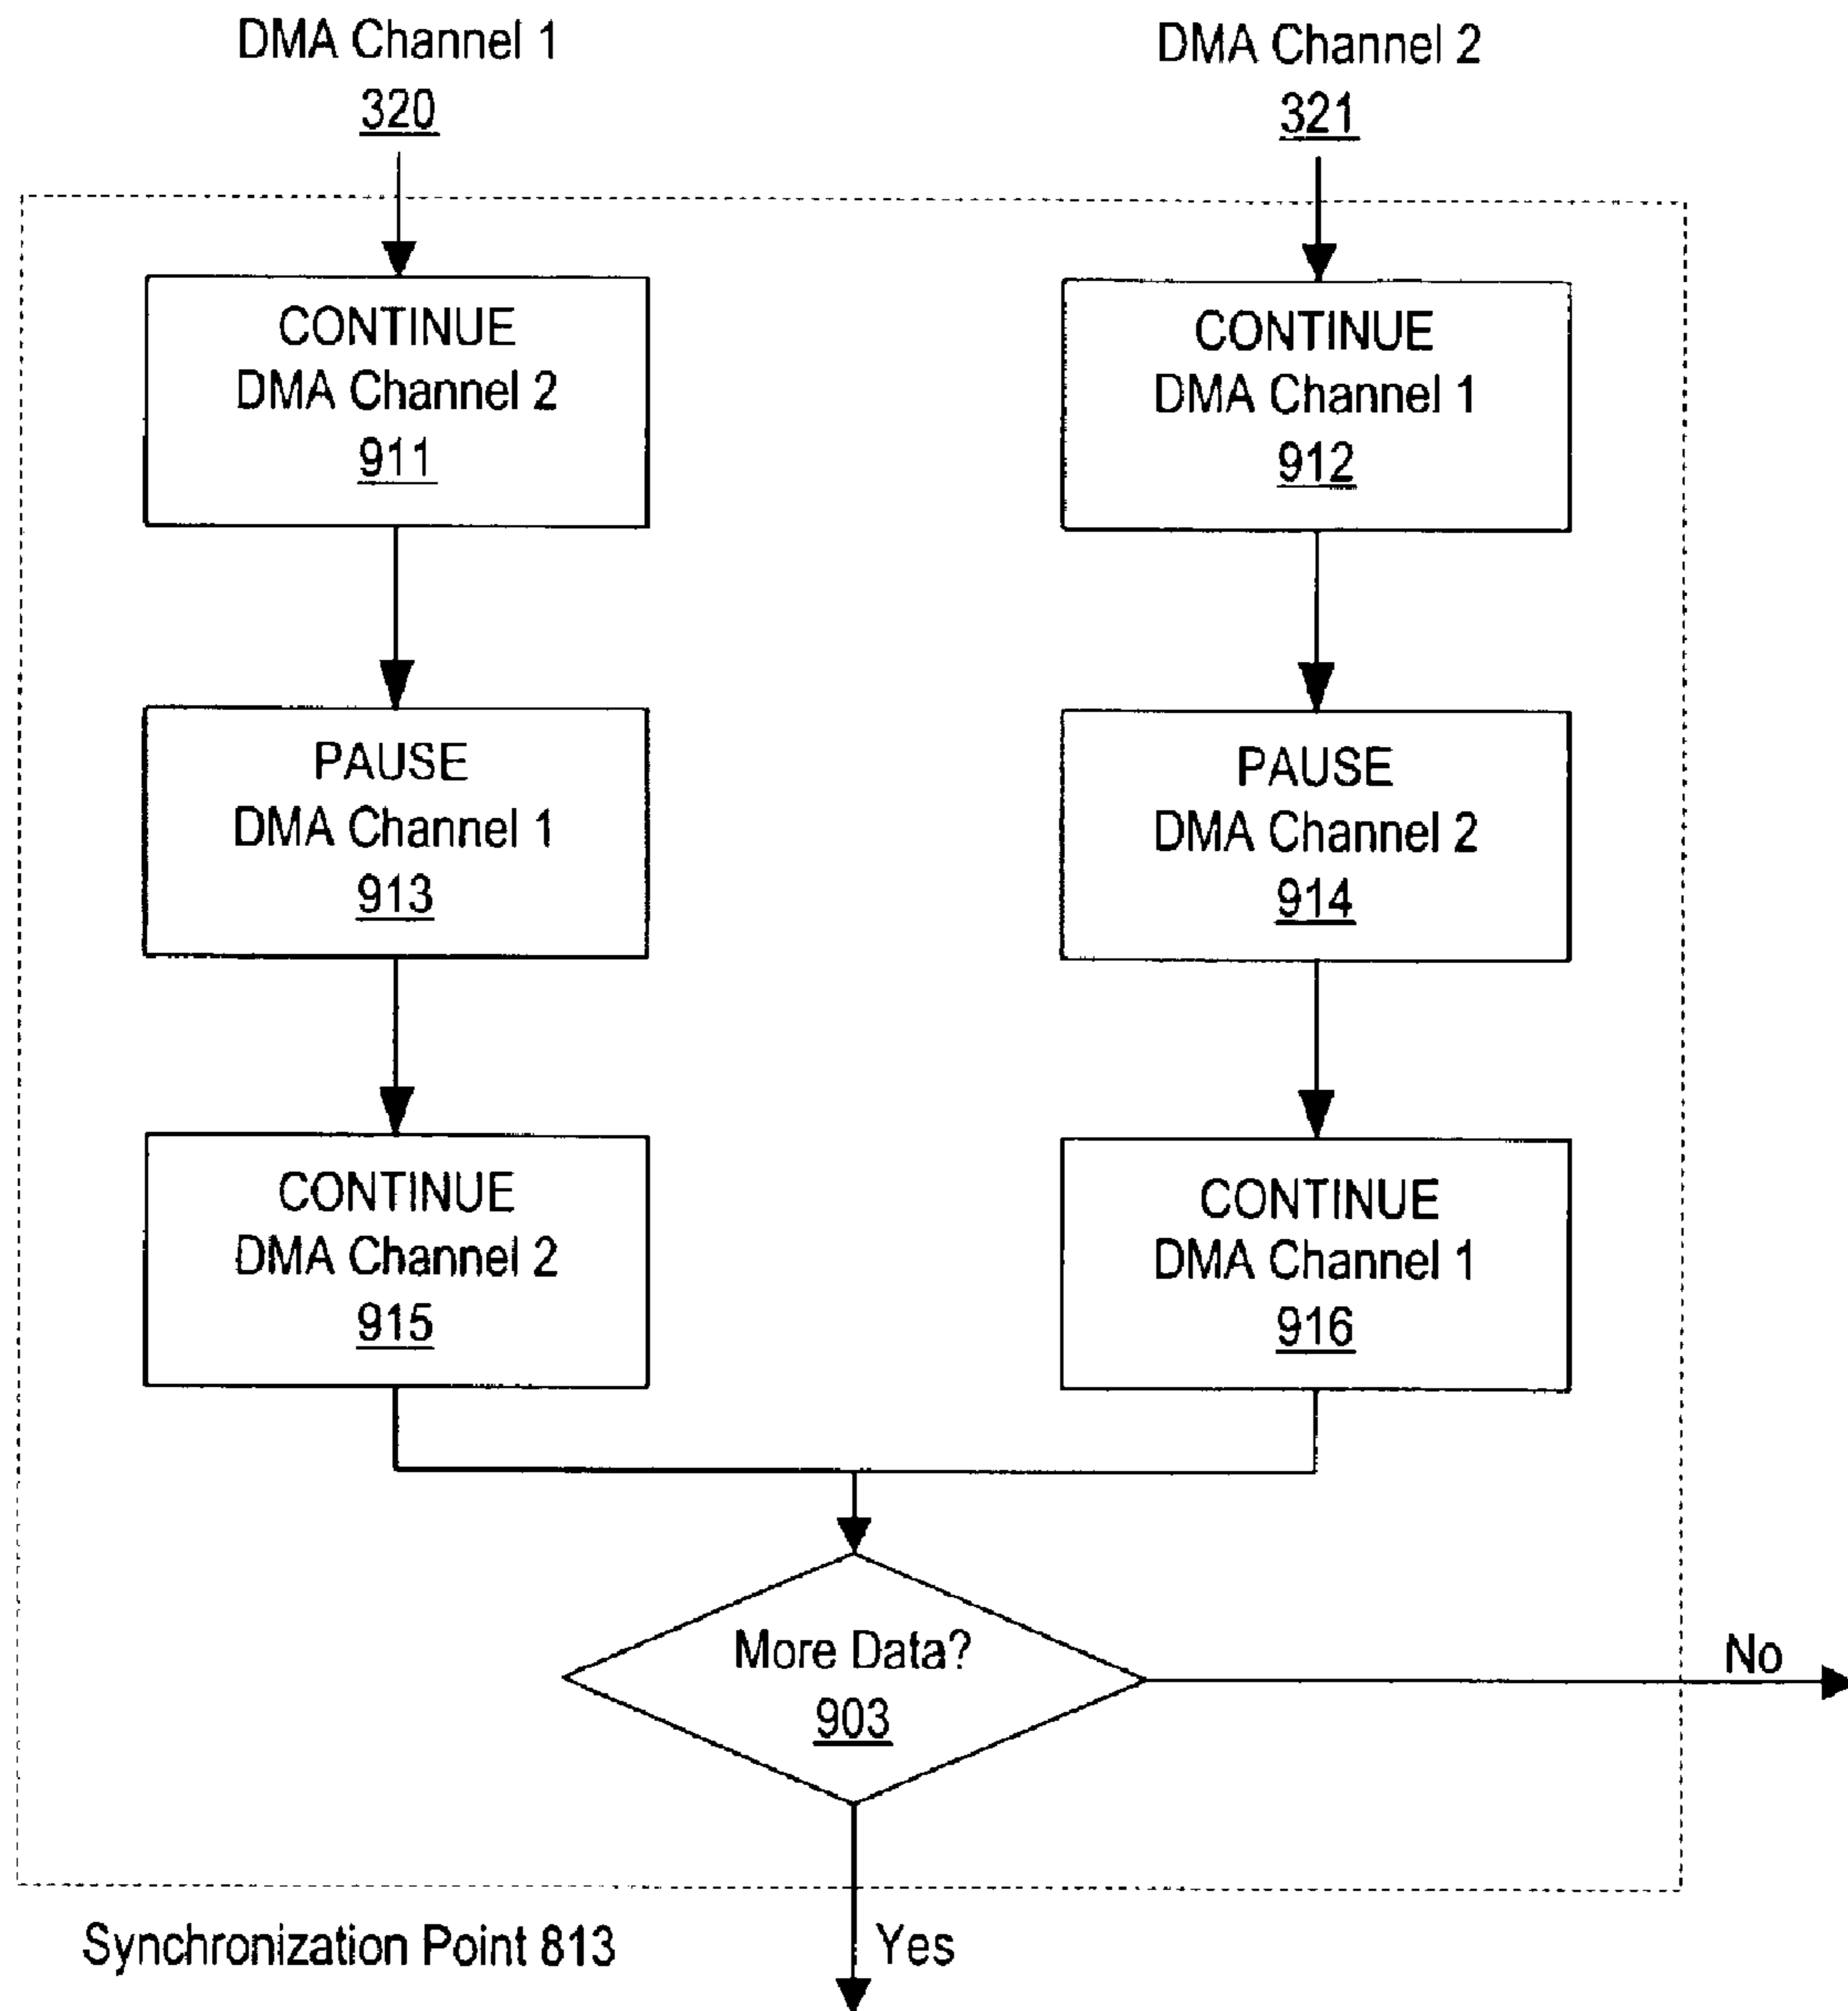 DMA Channel 1
320
DMA Channel 2
321
CONTINUE
DMA Channel 2
911
CONTINUE
DMA Channel 1
912
PAUSE
DMA Channel 1
913
PAUSE
DMA Channel 2
914
CONTINUE
DMA Channel 2
915
CONTINUE
DMA Channel 1
916
More Data?
903
No
Synchronization Point 813
Yes